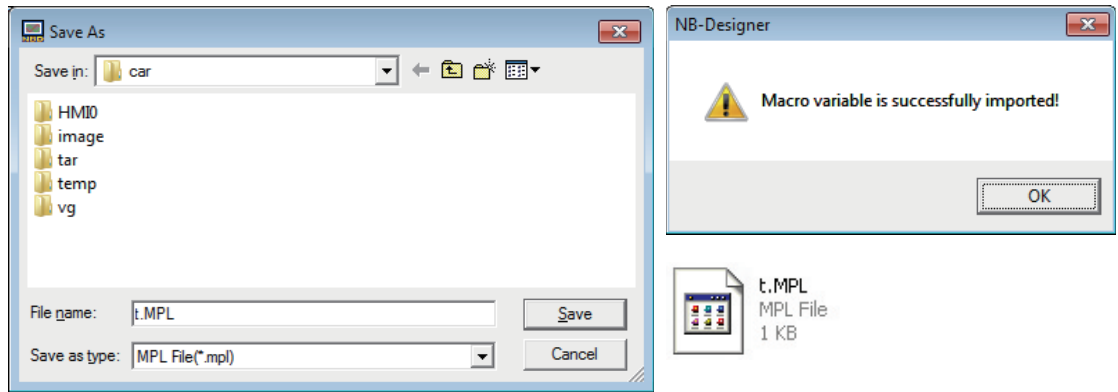 Save As
Save in: car
HMI0
image
tar
temp
vg
File name: t.MPL
Save
Save as type: MPL File(*.mpl)
Cancel
NB-Designer
Macro variable is successfully imported!
OK
t.MPL
MPL File
1 KB